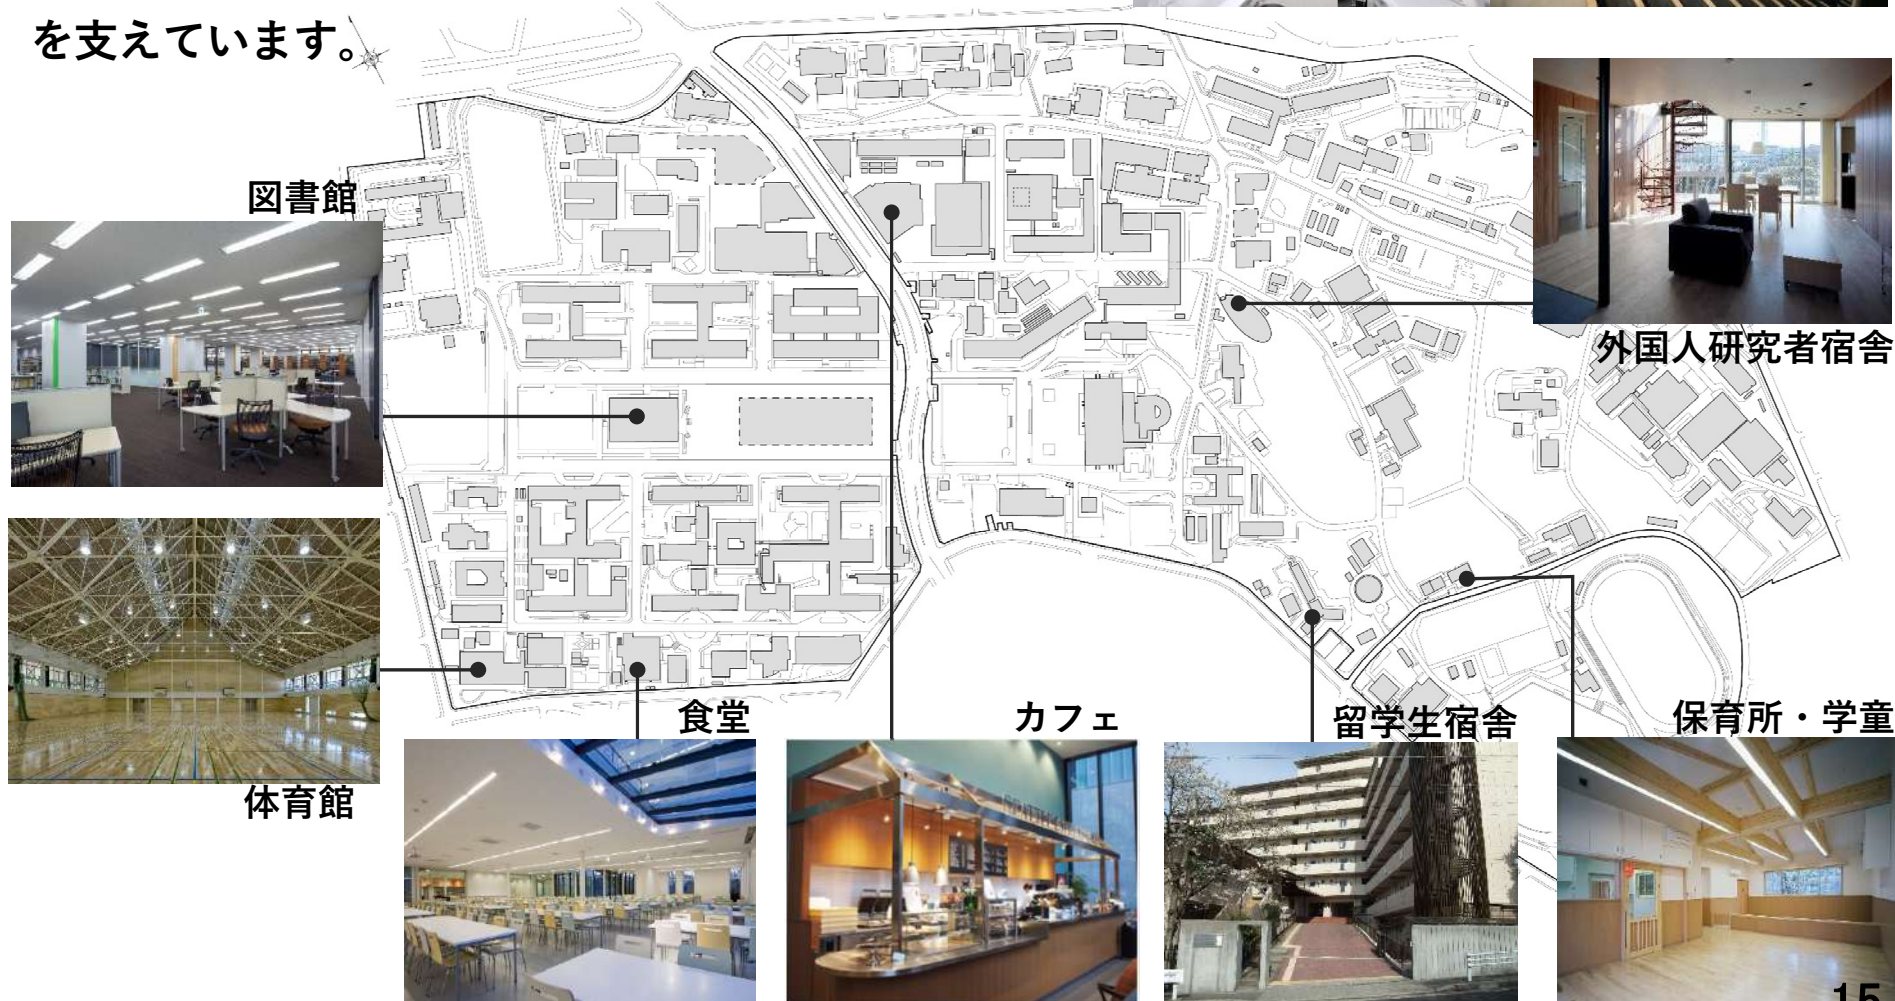 を支えています。
図書館
外国人研究者宿舎
体育館
食堂
カフェ
留学生宿舎
保育所・学童
15